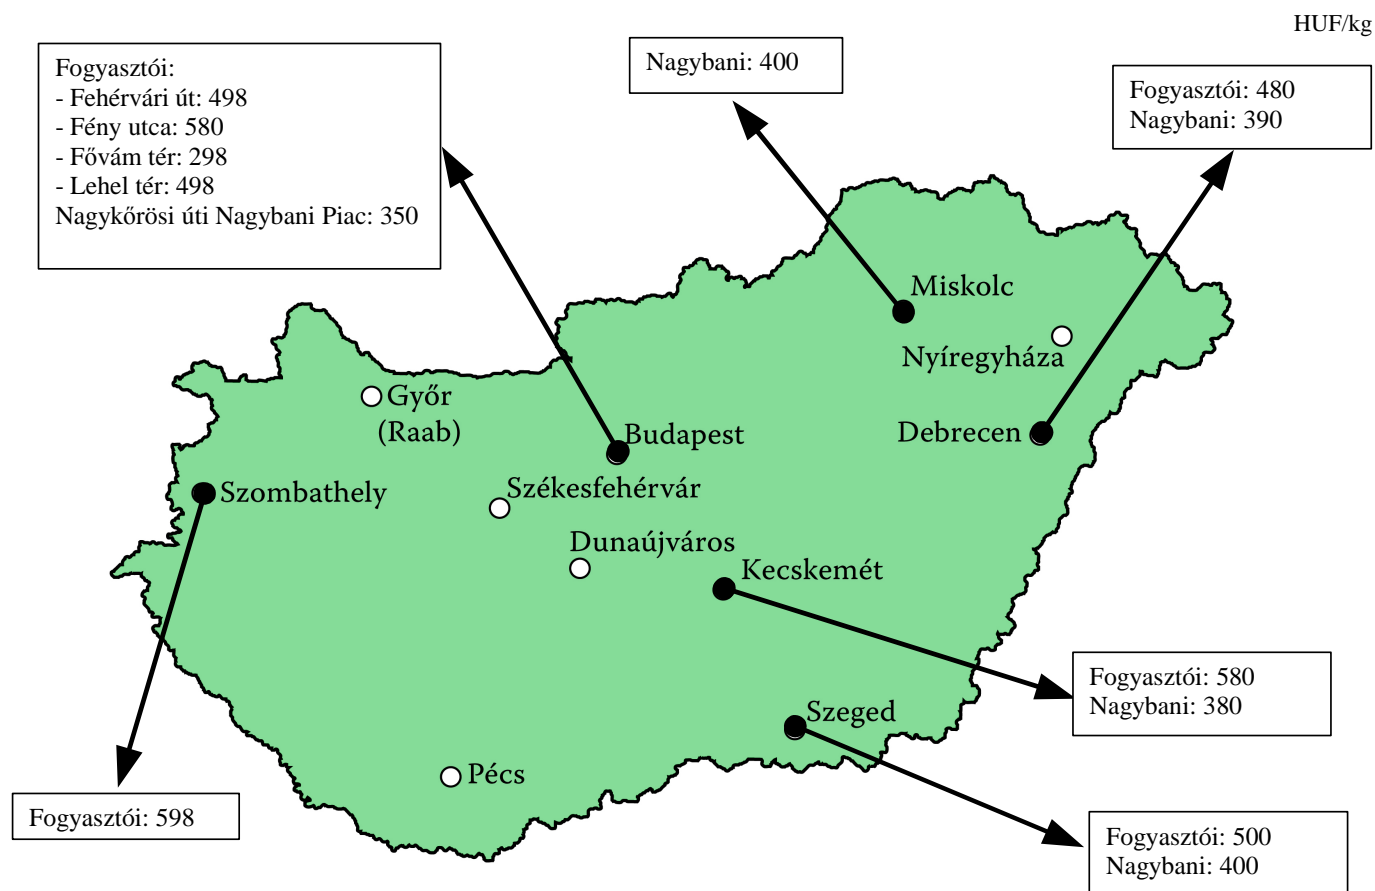 HUF/kg
Fogyasztói:
- Fehérvári út: 498
- Fény utca: 580
- Fővám tér: 298
- Lehel tér: 498
Nagykőrösi úti Nagybani Piac: 350
Nagybani: 400
Fogyasztói: 480
Nagybani: 390
Miskolc
Nyíregyháza
Győr
(Raab)
Budapest
Debrecen
Szombathely
Székesfehérvár
Dunaújváros
Kecskemét
Fogyasztói: 580
Nagybani: 380
Szeged
Pécs
Fogyasztói: 598
Fogyasztói: 500
Nagybani: 400